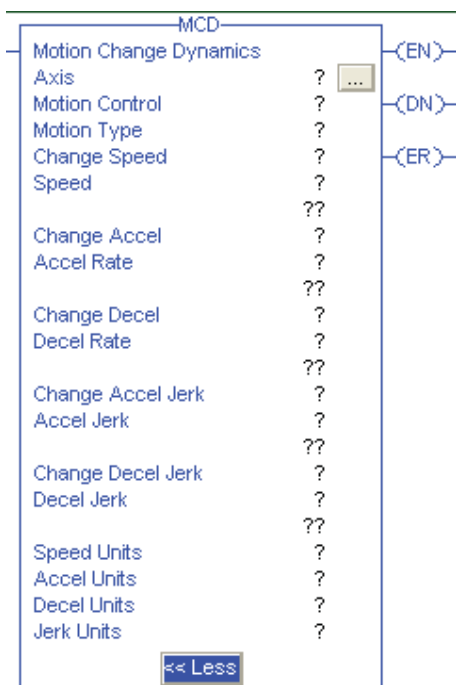 MCD
Motion Change Dynamics (EN)
Axis ? ...
Motion Control ? (DN)
Motion Type ?
Change Speed ? (ER)
Speed ?
??
Change Accel ?
Accel Rate ?
??
Change Decel ?
Decel Rate ?
??
Change Accel Jerk ?
Accel Jerk ?
??
Change Decel Jerk ?
Decel Jerk ?
??
Speed Units ?
Accel Units ?
Decel Units ?
Jerk Units ?
<< Less